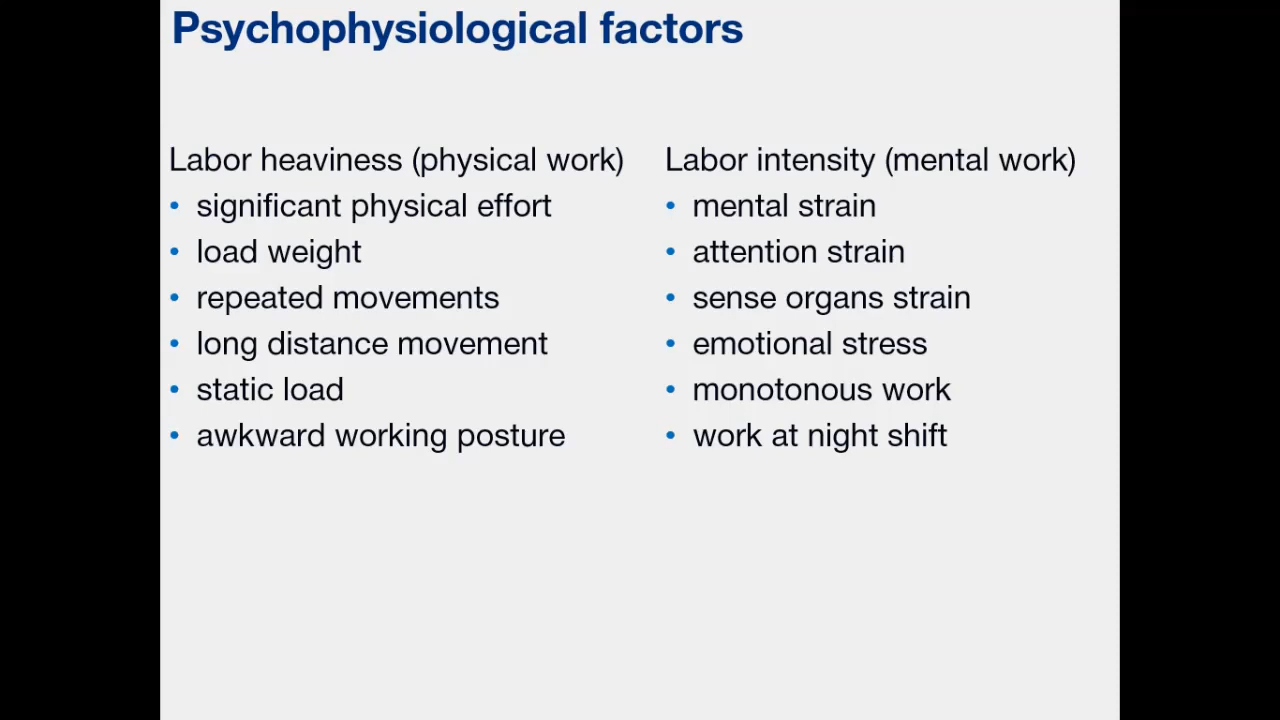 Psychophysiological factors
Labor heaviness (physical work)
• significant physical effort
• load weight
• repeated movements
• long distance movement
• static load
• awkward working posture
Labor intensity (mental work)
• mental strain
• attention strain
• sense organs strain
• emotional stress
• monotonous work
• work at night shift